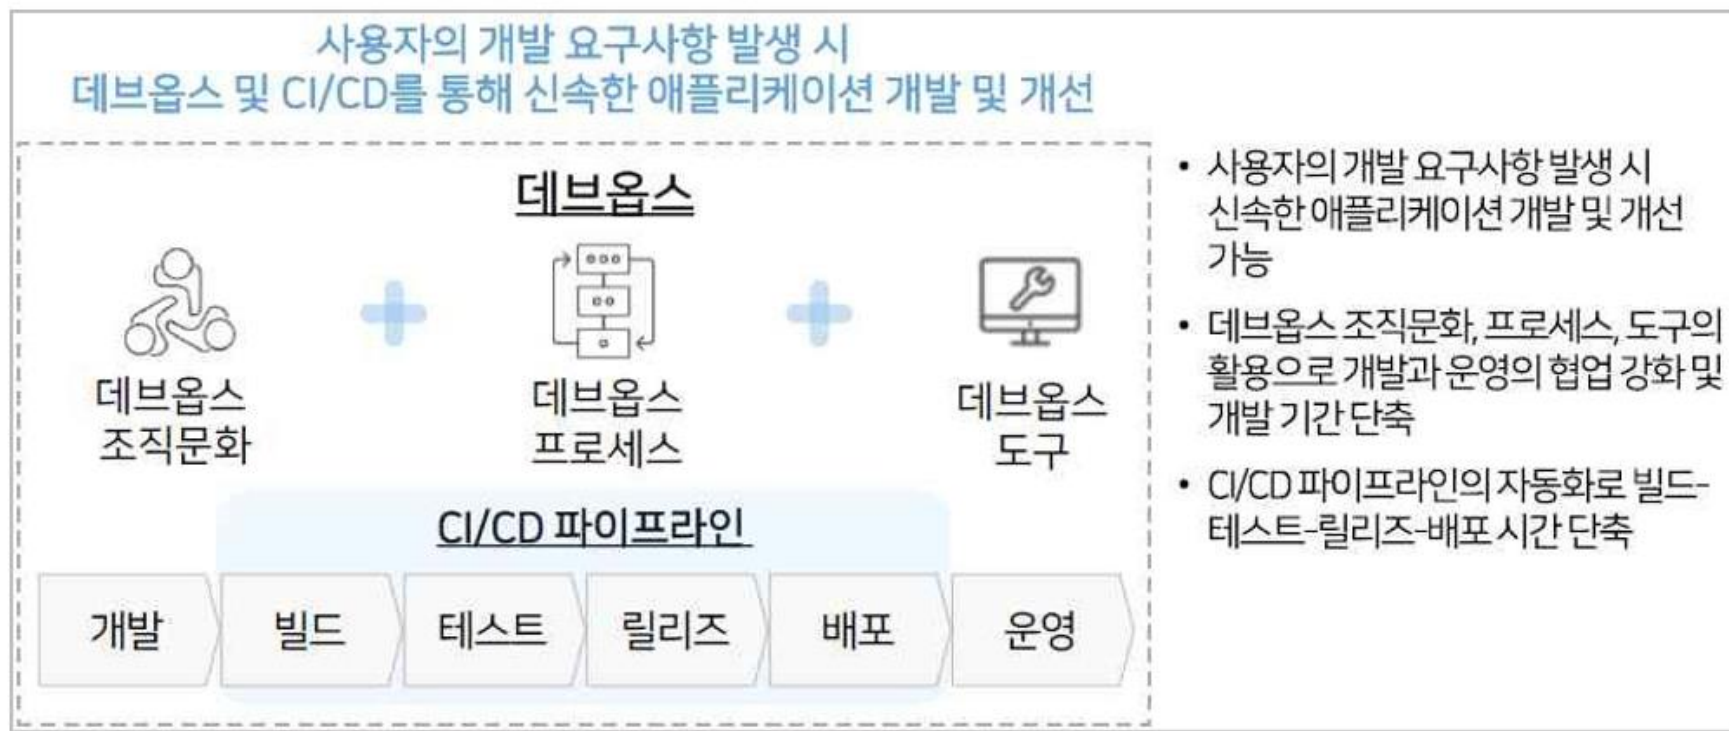 사용자의 개발 요구사항 발생 시
데브옵스 및 CI/CD를 통해 신속한 애플리케이션 개발 및 개선
데브옵스
데브옵스
조직문화
데브옵스
프로세스
데브옵스
도구
CI/CD 파이프라인
개발
빌드
테스트
릴리즈
배포
운영
• 사용자의 개발 요구사항 발생 시
신속한 애플리케이션 개발 및 개선
가능
• 데브옵스 조직문화, 프로세스, 도구의
활용으로 개발과 운영의 협업 강화 및
개발 기간 단축
• CI/CD 파이프라인의 자동화로 빌드-
테스트-릴리즈-배포 시간 단축